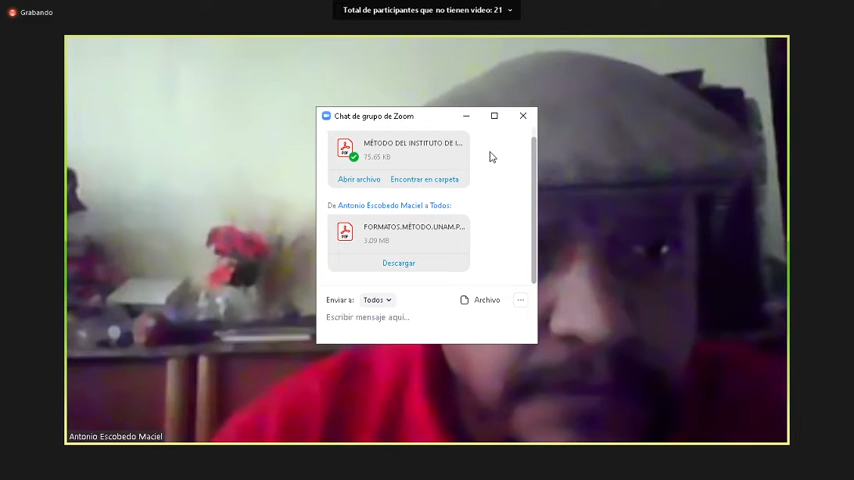 Grabando
Total de participantes que no tienen video: 21
Chat de grupo de Zoom
MÉTODO DEL INSTITUTO DE I...
75.65 KB
Abrir archivo Encontrar en carpeta
De Antonio Escobedo Maciel a Todos:
FORMATOS.MÉTODO.UNAM.P...
3.09 MB
Descargar
Enviar a: Todos Archivo
Escribir mensaje aquí...
Antonio Escobedo Maciel